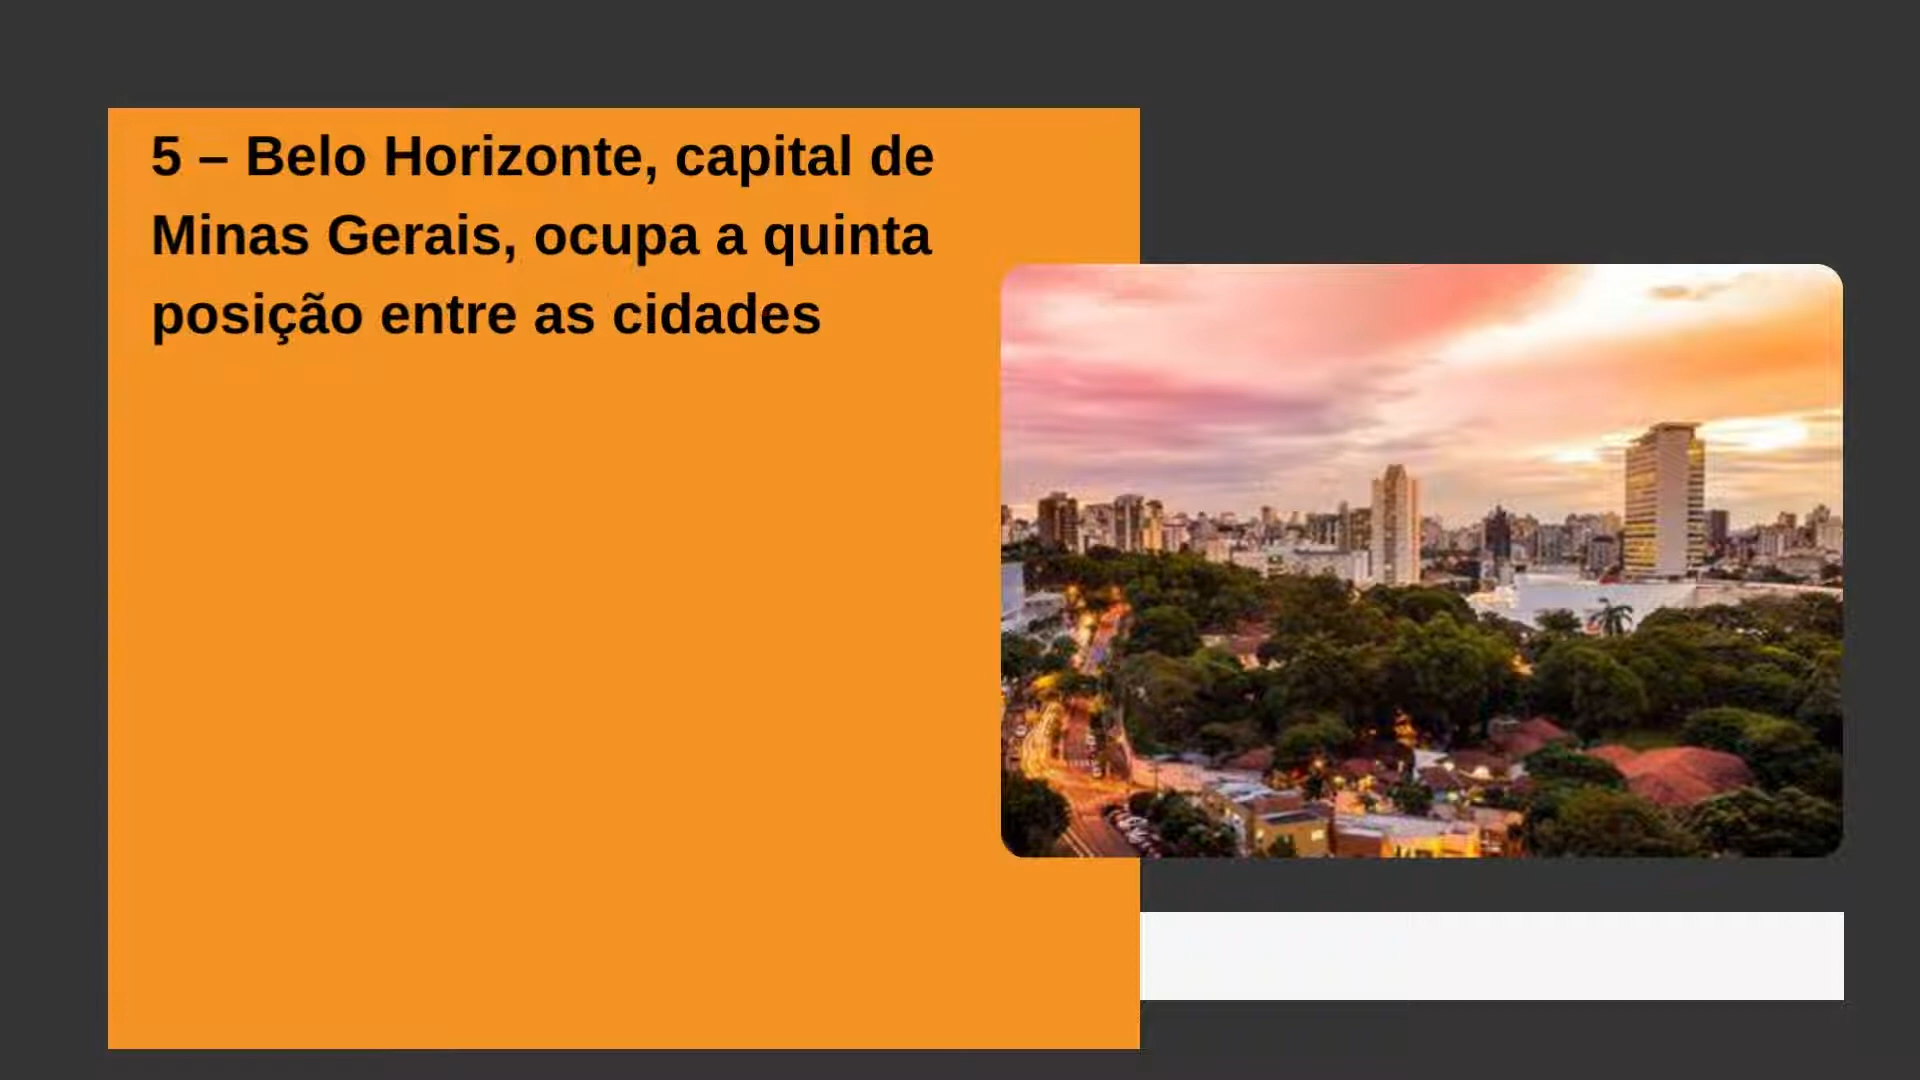 5 – Belo Horizonte, capital de
Minas Gerais, ocupa a quinta
posição entre as cidades